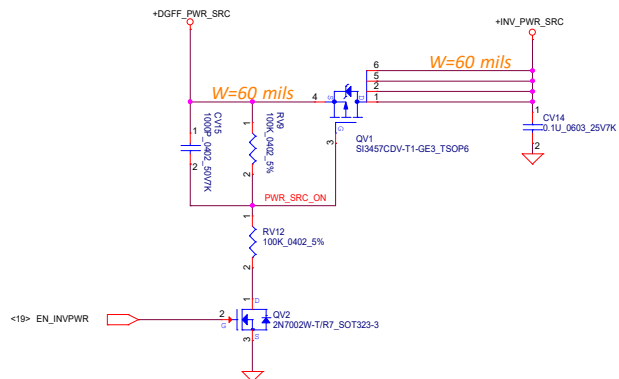 +DGFF_PWR_SRC
+INV_PWR_SRC
W=60 mils
W=60 mils
4
S
D
6
5
2
1
G
3
QV1
SI3457CDV-T1-GE3_TSOP6
1
CV15
1000P_0402_50V7K
2
1
RV9
100K_0402_5%
2
1
CV14
0.1U_0603_25V7K
2
PWR_SRC_ON
1
RV12
100K_0402_5%
2
1
D
<19> EN_INVPWR
2
G
QV2
2N7002W-T/R7_SOT323-3
S
3